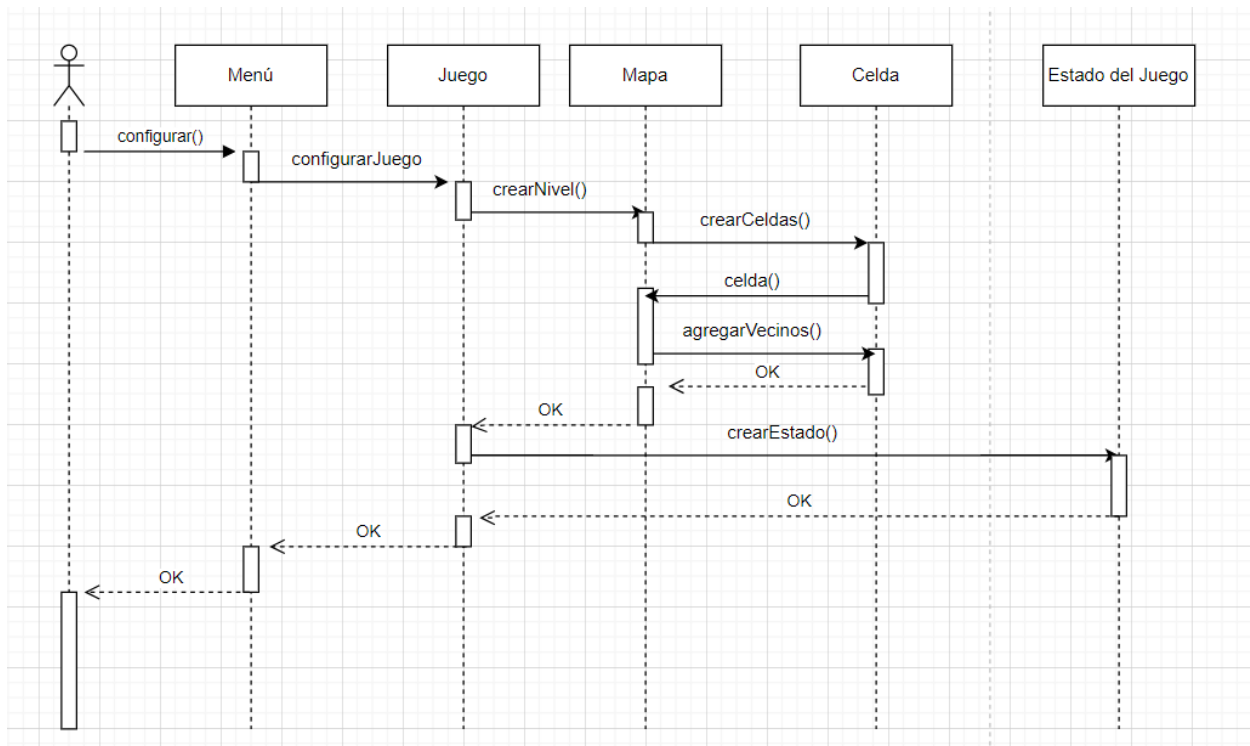 Menú
Juego
Mapa
Celda
Estado del Juego
configurar()
configurarJuego
crearNivel()
crearCeldas()
celda()
agregarVecinos()
OK
OK
crearEstado()
OK
OK
OK